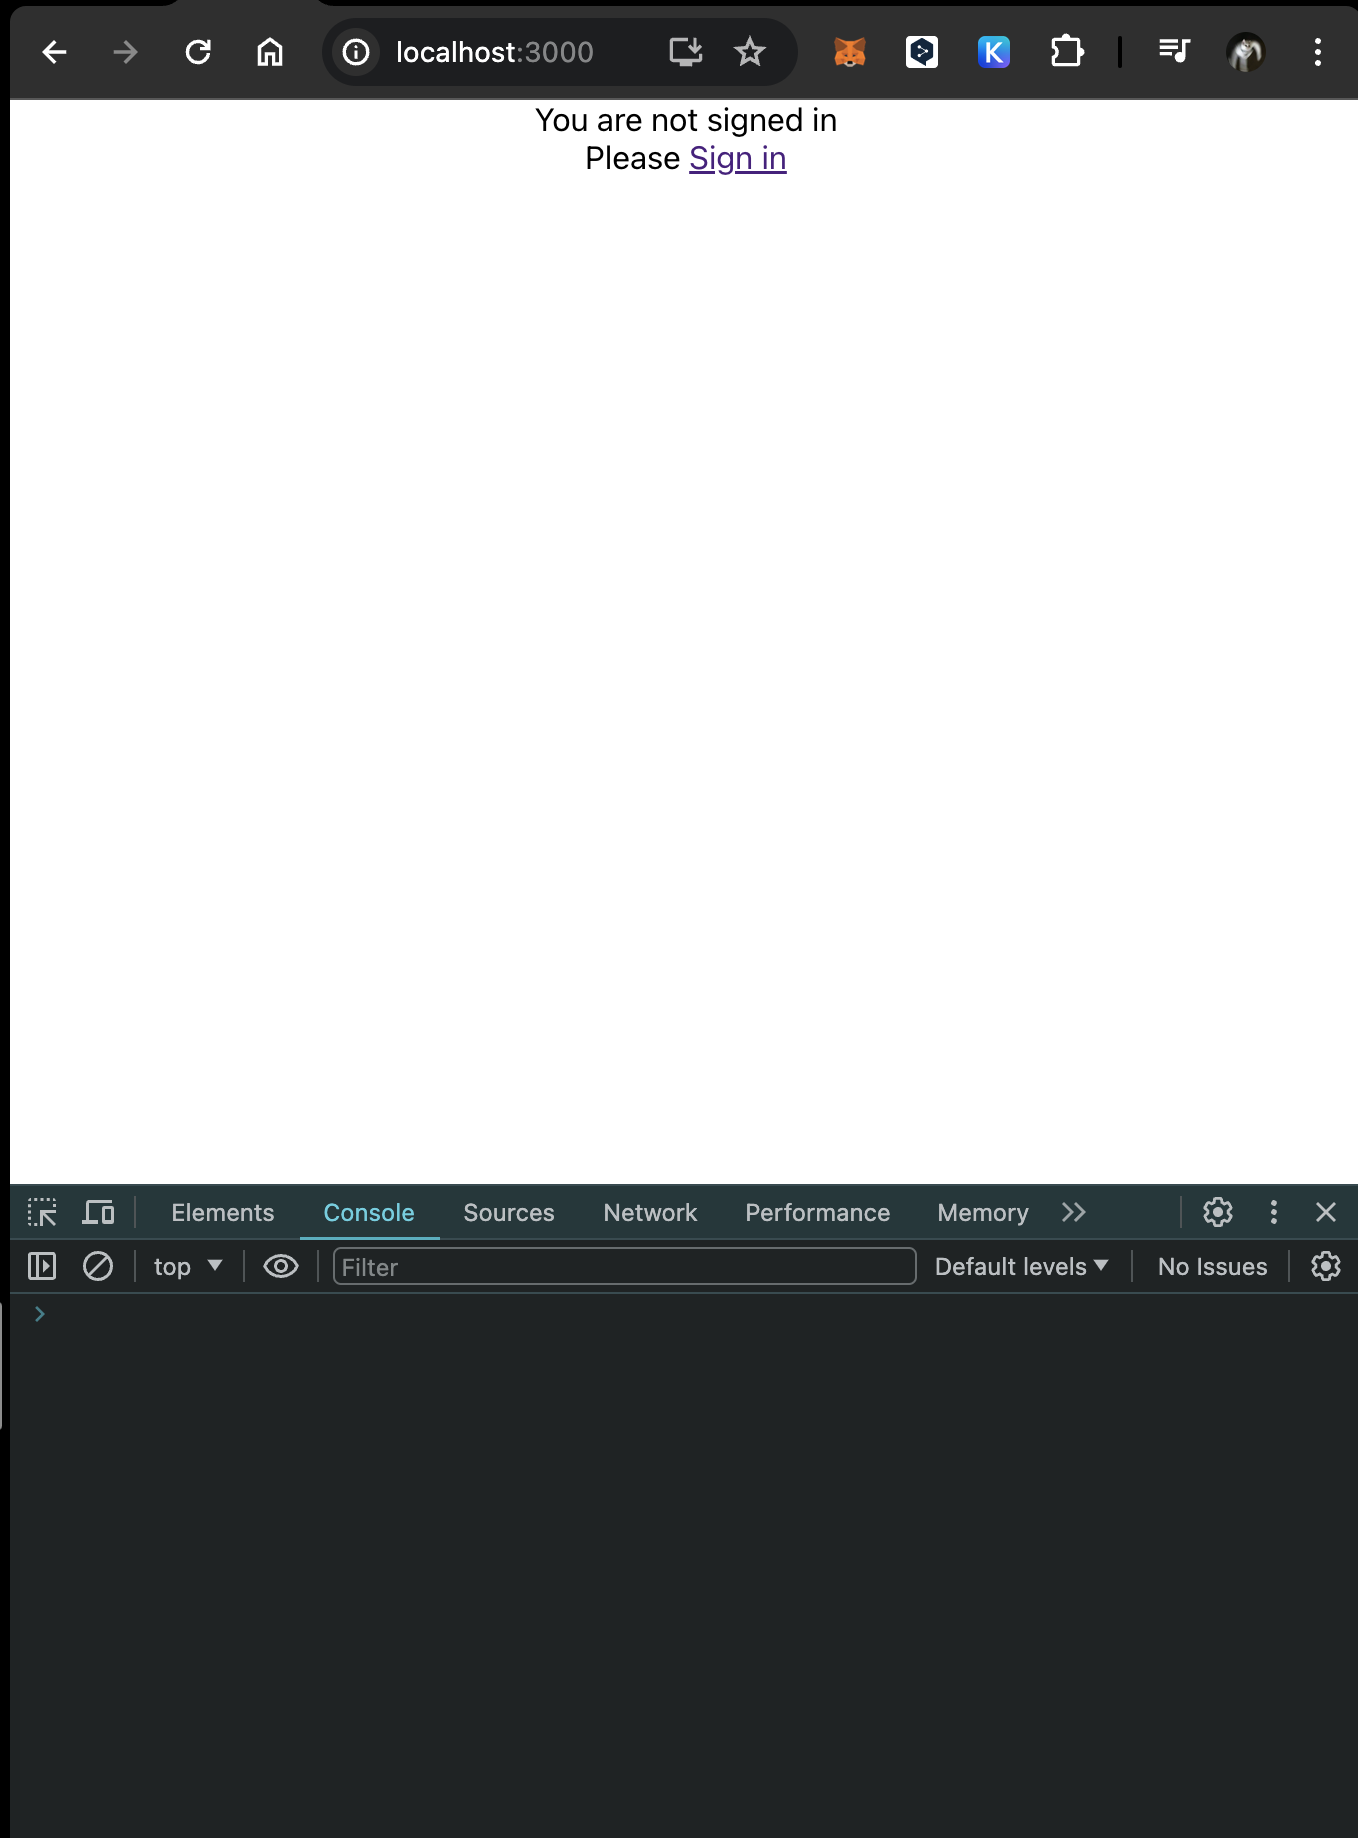 localhost:3000
K
You are not signed in
Please Sign in
Elements Console Sources Network Performance Memory
top Filter Default levels No Issues